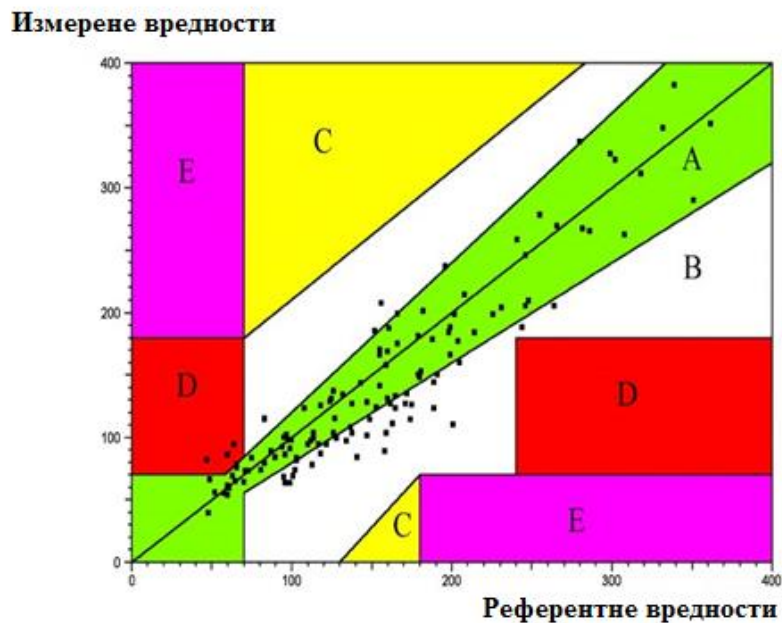 Измерене вредности
400
E
C
A
300
B
200
D
D
100
C
E
0
0
100
200
300
400
Референтне вредности